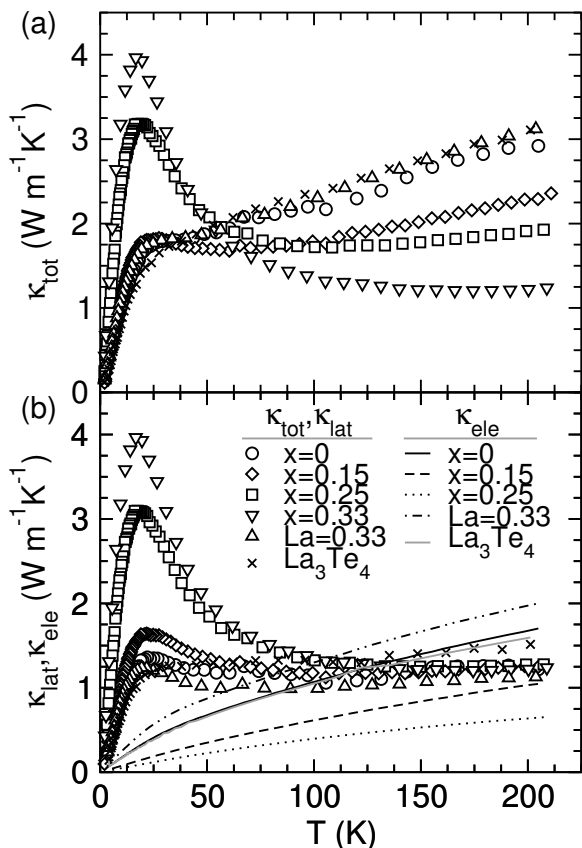 (a)
4
3
2
1
0
κtot (W m⁻¹K⁻¹)
(b)
κtot,κlat κele
x=0 x=0
x=0.15 x=0.15
x=0.25 x=0.25
x=0.33 La=0.33
La=0.33 La₃Te₄
La₃Te₄
4
3
2
1
0
κlat,κele (W m⁻¹K⁻¹)
0 50 100 150 200
T (K)